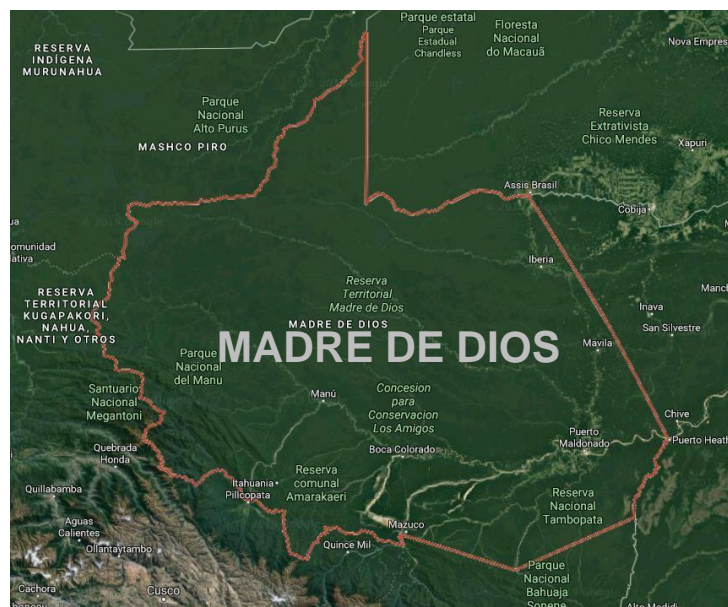 Parque estatal
Parque
Estadual
Chandless
Floresta
Nacional
do Macauã
Nova Empres
RESERVA
INDÍGENA
MURUNAHUA
Parque
Nacional
Alto Purus
MASHCO PIRO
Reserva
Extrativista
Chico Mendes
Xapuri
Assis Brasil
Cobija
ua
omunidad
ativa
Iberia
RESERVA
TERRITORIAL
KUGAPAKORI,
NAHUA,
NANTI Y OTROS
Reserva
Territorial
Madre de Dios
MADRE DE DIOS
MADRE DE DIOS
Manch
Inava
San Silvestre
Mavila
Parque
Nacional
del Manu
Santuario
Nacional
Megantoni
Manú
Concesion
para
Conservacion
Los Amigos
Chive
Puerto Heath
Puerto
Maldonado
Boca Colorado
Quebrada
Honda
Itahuania
Pillcopata
Reserva
comunal
Amarakaeri
Quillabamba
Reserva
Nacional
Tambopata
Aguas
Calientes
Ollantaytambo
Mazuco
Quince Mil
Cachora
Cusco
Parque
Nacional
Bahuaja
Sonene
Alto Madidi